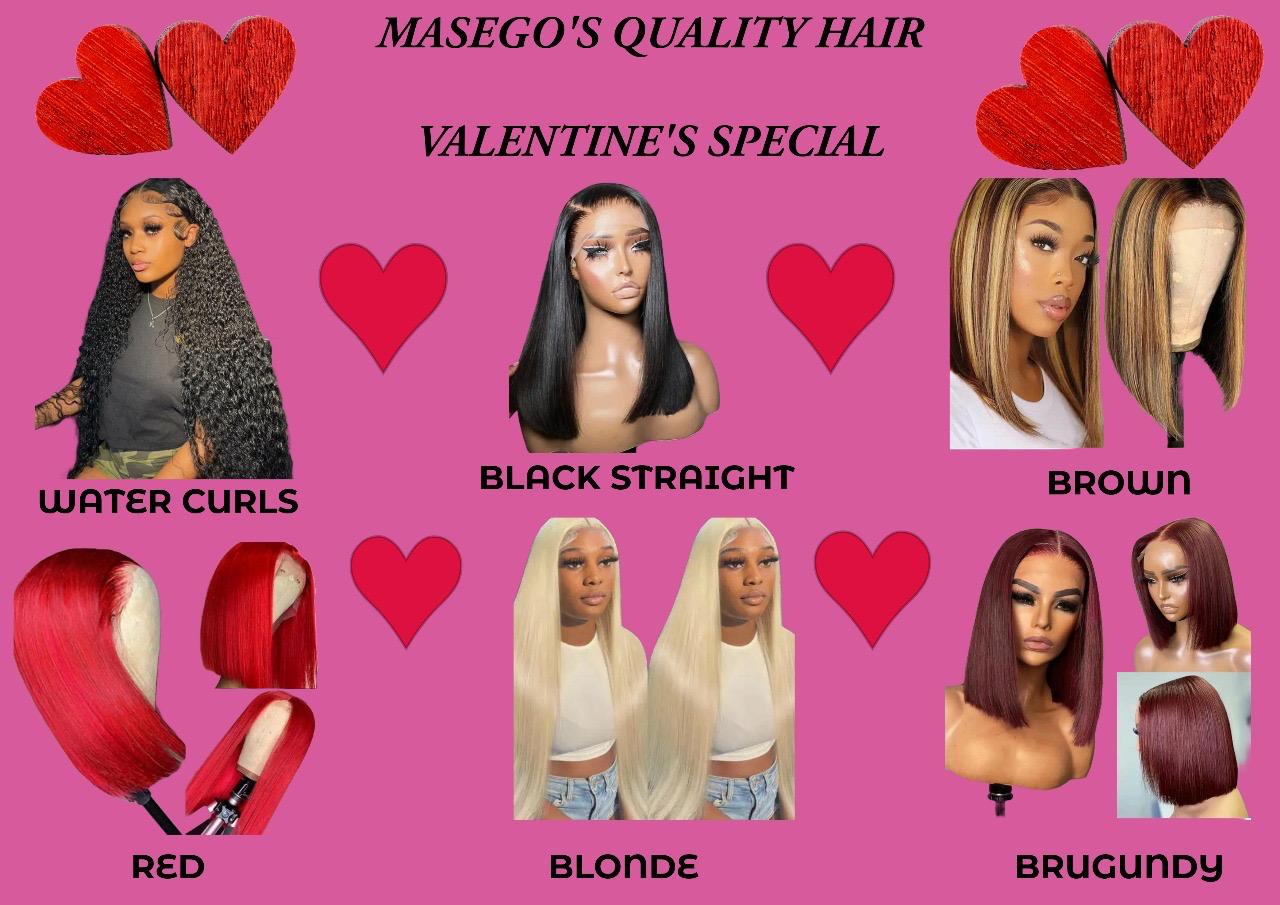 MASEGO'S QUALITY HAIR
VALENTINE'S SPECIAL
WATER CURLS
BLACK STRAIGHT
BROWN
RED
BLONDE
BRUGUNDY